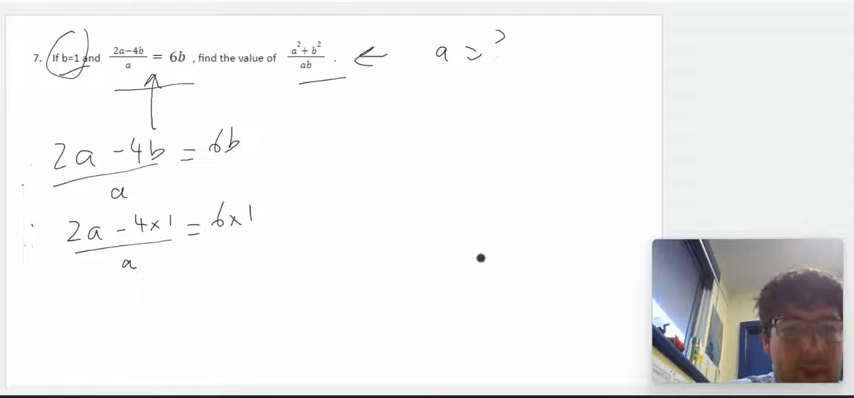 7. If b=1 and (2a-4b)/a = 6b , find the value of (a²+b²)/ab . ← a = ?
(2a - 4b)/a = 6b
(2a - 4×1)/a = 6×1